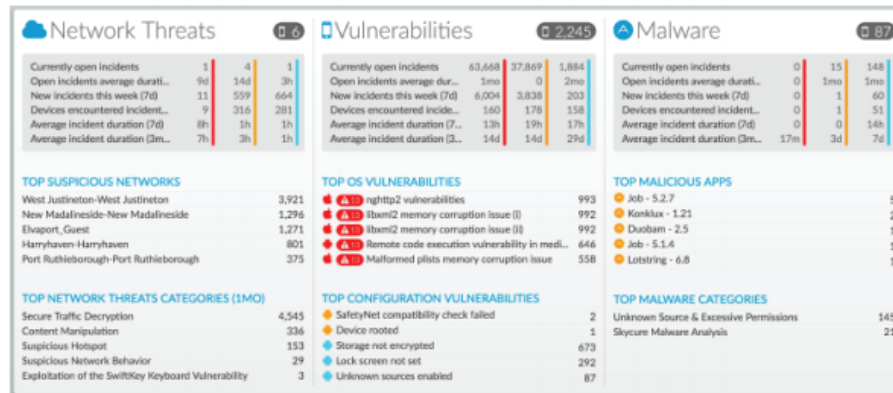 Network Threats 6
Currently open incidents 1 4 1
Open incidents average durati... 9d 14d 3h
New incidents this week (7d) 11 559 664
Devices encountered incident... 9 316 281
Average incident duration (7d) 8h 1h 1h
Average incident duration (3m... 7h 3h 1h
TOP SUSPICIOUS NETWORKS
West Justineton-West Justineton 3,921
New Madalineside-New Madalineside 1,296
Elvaport_Guest 1,271
Harryhaven-Harryhaven 801
Port Ruthieborough-Port Ruthieborough 375
TOP NETWORK THREATS CATEGORIES (1MO)
Secure Traffic Decryption 4,545
Content Manipulation 336
Suspicious Hotspot 153
Suspicious Network Behavior 29
Exploitation of the SwiftKey Keyboard Vulnerability 3
Vulnerabilities 2,245
Currently open incidents 63,668 37,869 1,884
Open incidents average dur... 1mo 0 2mo
New incidents this week (7d) 6,004 3,838 203
Devices encountered incide... 160 178 158
Average incident duration (7... 13h 19h 17h
Average incident duration (3... 14d 14d 29d
TOP OS VULNERABILITIES
10 nghttp2 vulnerabilities 993
10 libxml2 memory corruption issue (i) 992
10 libxml2 memory corruption issue (ii) 992
10 Remote code execution vulnerability in medi... 646
10 Malformed plists memory corruption issue 558
TOP CONFIGURATION VULNERABILITIES
SafetyNet compatibility check failed 2
Device rooted 1
Storage not encrypted 673
Lock screen not set 292
Unknown sources enabled 87
Malware 87
Currently open incidents 0 15 148
Open incidents average durati... 0 1mo 1mo
New incidents this week (7d) 0 1 60
Devices encountered incident... 0 1 51
Average incident duration (7d) 0 0 14h
Average incident duration (3m... 17m 3d 7d
TOP MALICIOUS APPS
Job - 5.2.7
Konklux - 1.21
Duobam - 2.5
Job - 5.1.4
Lotstring - 6.8
TOP MALWARE CATEGORIES
Unknown Source & Excessive Permissions 145
Skycure Malware Analysis 21